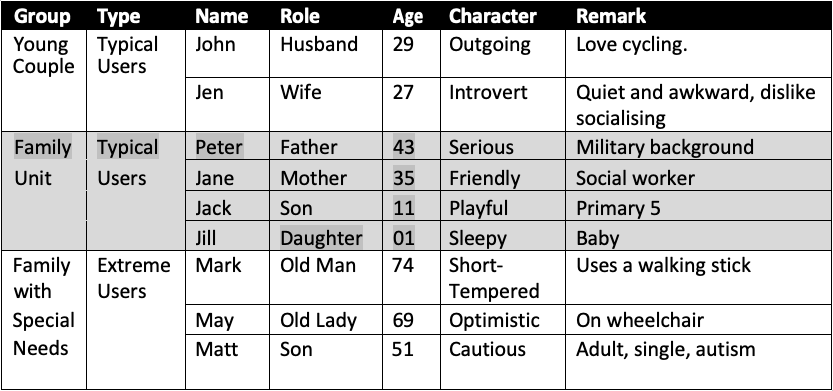 Group Type Name Role Age Character Remark
Young Couple Typical Users John Husband 29 Outgoing Love cycling.
Jen Wife 27 Introvert Quiet and awkward, dislike socialising
Family Unit Typical Users Peter Father 43 Serious Military background
Jane Mother 35 Friendly Social worker
Jack Son 11 Playful Primary 5
Jill Daughter 01 Sleepy Baby
Family with Special Needs Extreme Users Mark Old Man 74 Short-Tempered Uses a walking stick
May Old Lady 69 Optimistic On wheelchair
Matt Son 51 Cautious Adult, single, autism